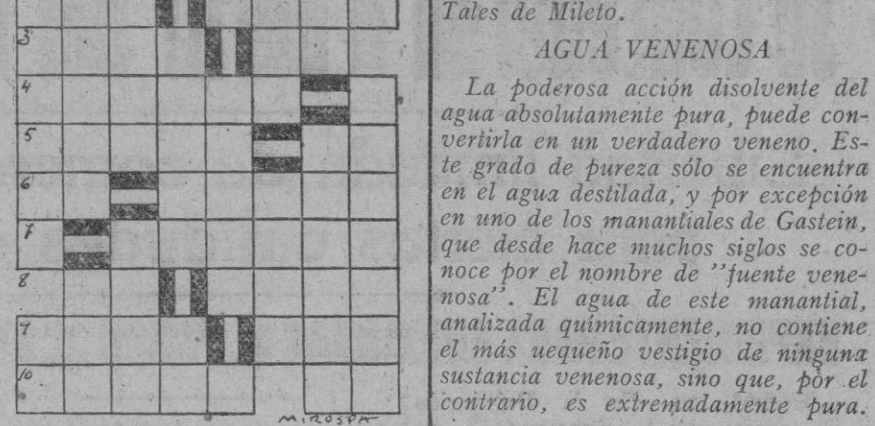 3
4
5
6
7
8
9
10
MIROSPA
Tales de Mileto.
AGUA VENENOSA
La poderosa acción disolvente del
agua absolutamente pura, puede con-
vertirla en un verdadero veneno. Es-
te grado de pureza sólo se encuentra
en el agua destilada, y por excepción
en uno de los manantiales de Gastein,
que desde hace muchos siglos se co-
noce por el nombre de "fuente vene-
nosa". El agua de este manantial,
analizada químicamente, no contiene
el más uequeño vestigio de ninguna
sustancia venenosa, sino que, por el
contrario, es extremadamente pura.